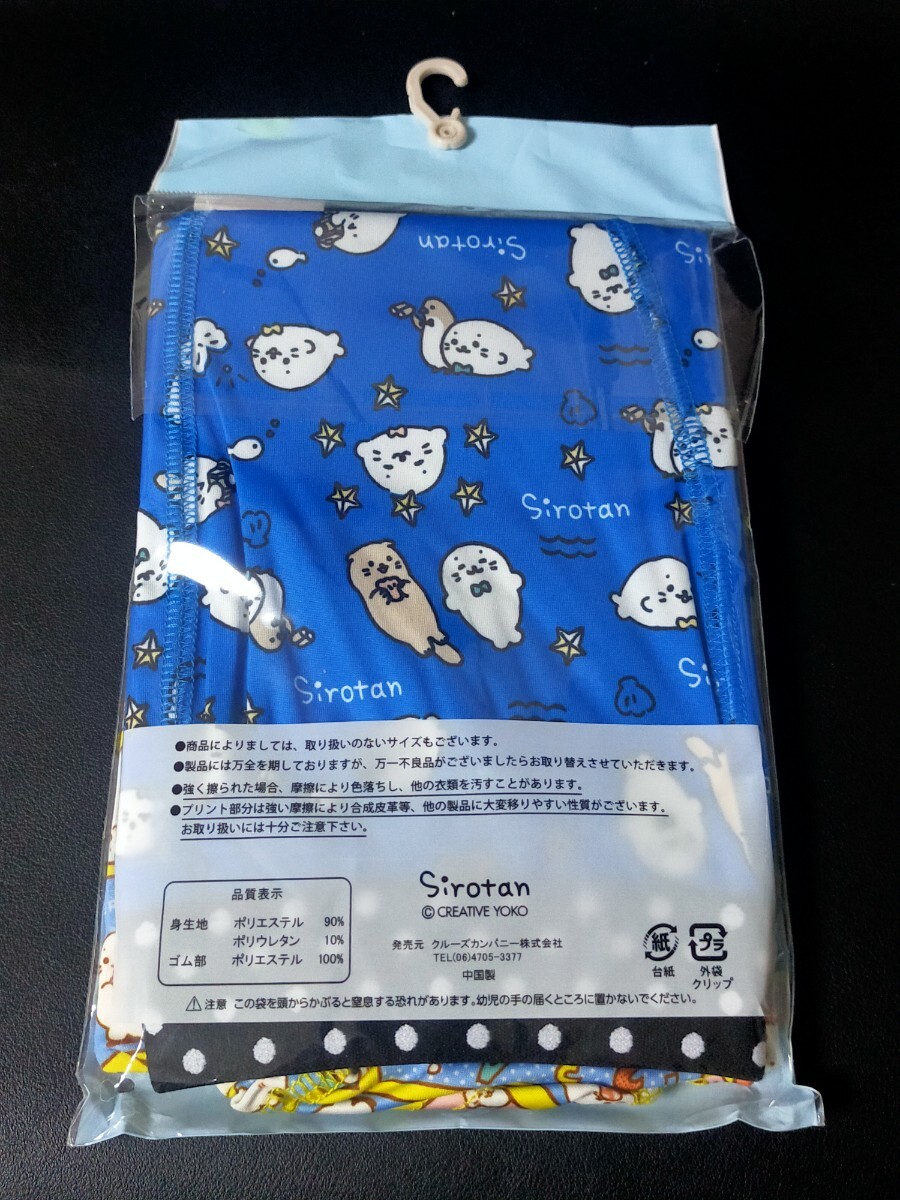 Sirotan
Sirotan
Sirotan
●商品によりましては、取り扱いのないサイズもございます。
●製品には万全を期しておりますが、万一不良品がございましたらお取り替えさせていただきます。
●強く擦られた場合、摩擦により色落ちし、他の衣類を汚すことがあります。
●プリント部分は強い摩擦により合成皮革等、他の製品に大変移りやすい性質がございます。
お取り扱いには十分ご注意下さい。
品質表示
身生地 ポリエステル 90%
ポリウレタン 10%
ゴム部 ポリエステル 100%
Sirotan
© CREATIVE YOKO
発売元 クルーズカンパニー株式会社
TEL(06)4705-3377
中国製
紙
台紙
プラ
外袋
クリップ
⚠注意 この袋を頭からかぶると窒息する恐れがあります。幼児の手の届くところに置かないでください。